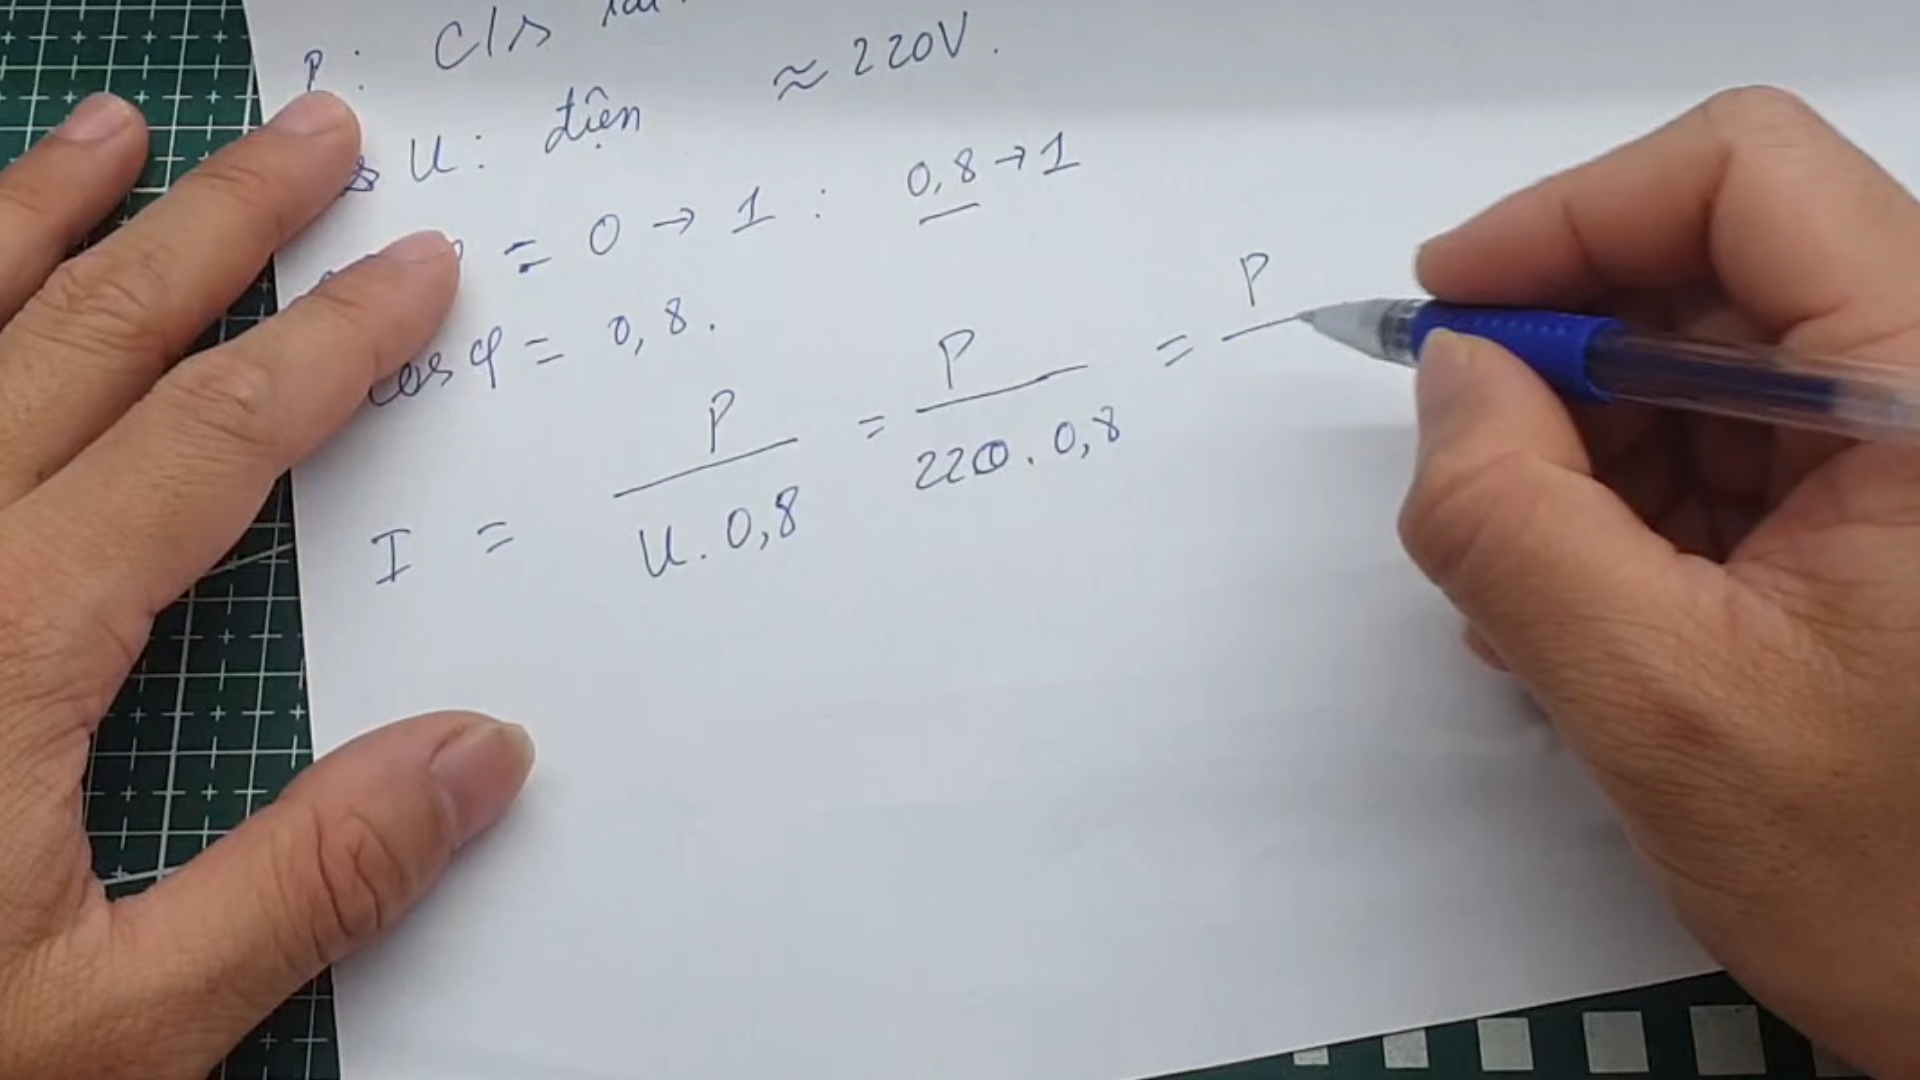 P: C/s
U: điện ≈ 220V.
= 0 → 1 : 0,8 → 1
cos φ = 0,8.
I = P / U. 0,8 = P / 220. 0,8 = P /